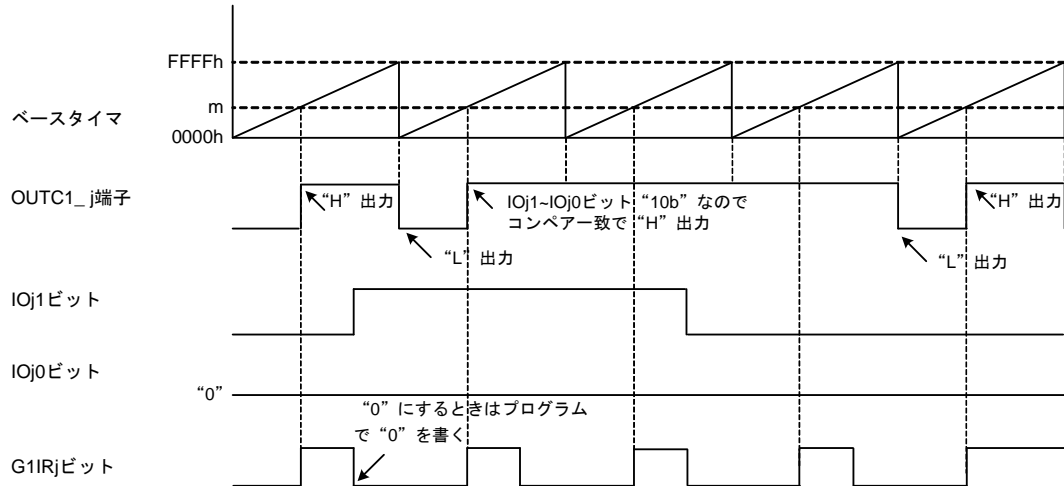 FFFFh
m
ベースタイマ
0000h
OUTC1_ j端子
“H”出力
IOj1~IOj0ビット“10b”なので
コンペアー致で“H”出力
“H”出力
“L”出力
“L”出力
IOj1ビット
IOj0ビット
“0”
“0”にするときはプログラム
で“0”を書く
G1IRjビット